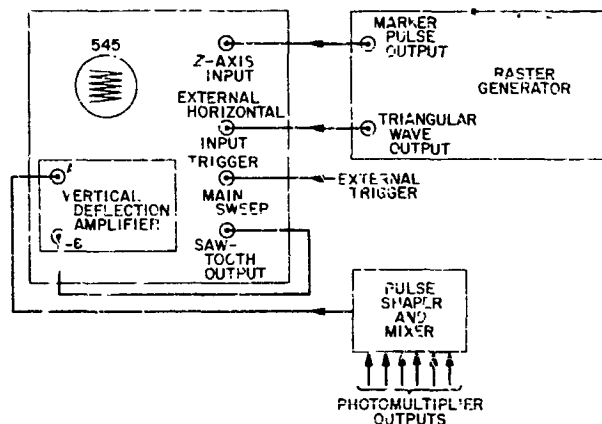 545
Z-AXIS
INPUT
EXTERNAL
HORIZONTAL
INPUT
TRIGGER
MAIN
SWEEP
SAW-
TOOTH
OUTPUT
VERTICAL
DEFLECTION
AMPLIFIER
MARKER
PULSE
OUTPUT
RASTER
GENERATOR
TRIANGULAR
WAVE
OUTPUT
EXTERNAL
TRIGGER
PULSE
SHAPER
AND
MIXER
PHOTOMULTIPLIER
OUTPUTS